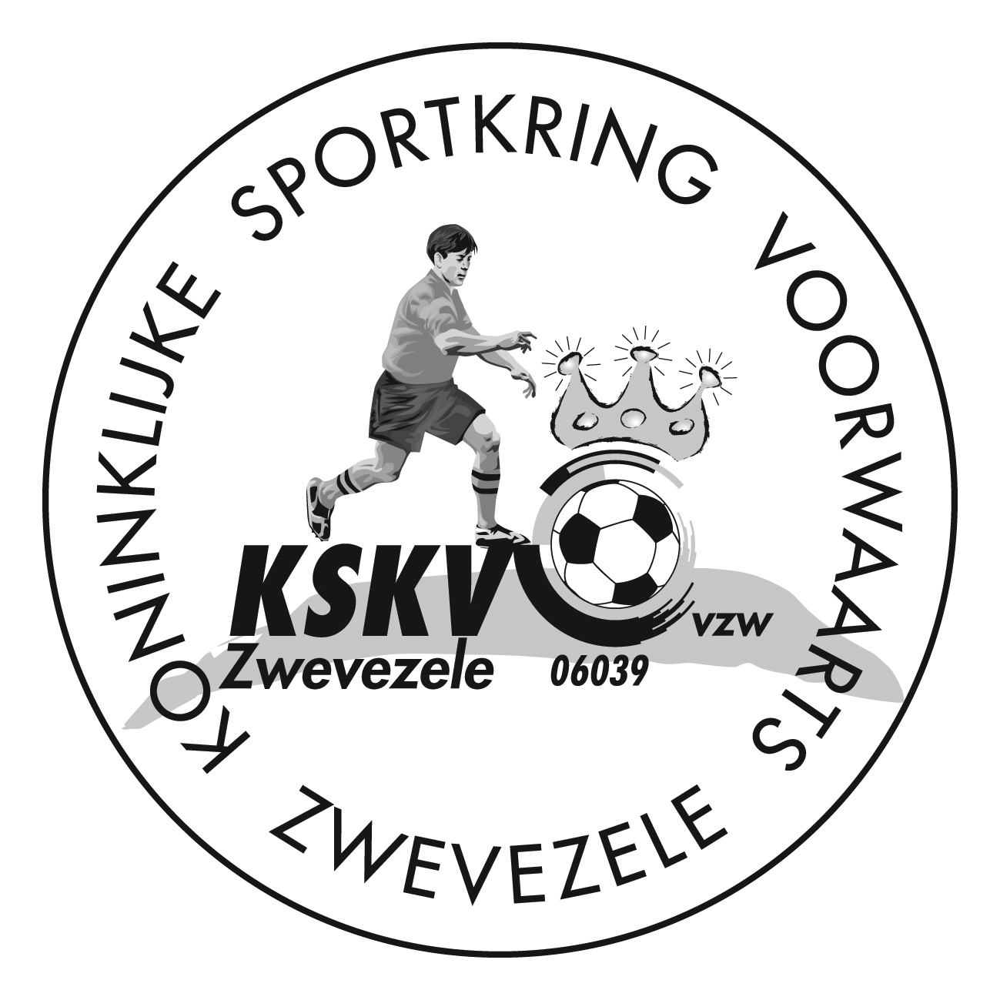 KONINKLIJKE SPORTKRING VOORWAARTS
KSKV
vzw
Zwevezele 06039
ZWEVEZELE